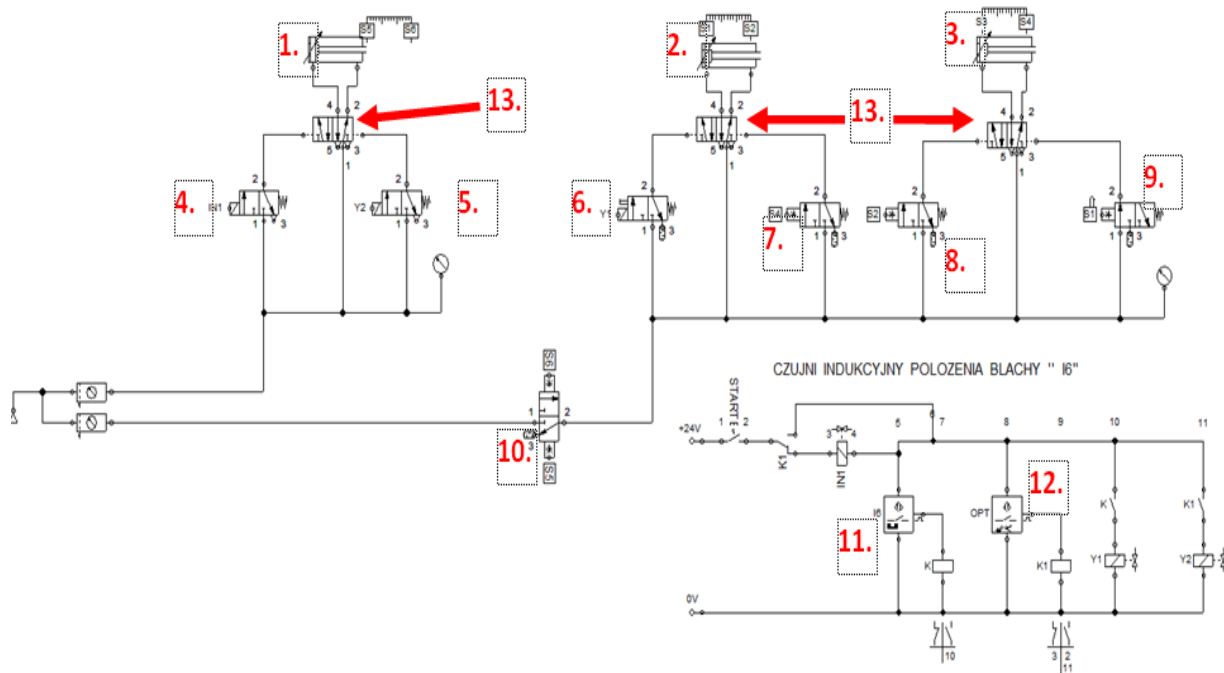 S5 S6
S1 S2
S3 S4
1.
2.
3.
4 2
5 3
1
13.
4 2
5 3
1
13.
4 2
5 3
1
4.
IN1
2
1 3
Y2
2
1 3
5.
6.
Y1
2
1 3
7.
S4
2
1 3
S2
2
1 3
8.
9.
S1
2
1 3
S6
1 2
3
10.
S5
CZUJNI INDUKCYJNY POLOZENIA BLACHY " I6"
+24V
START E
1 2
K1
3 4
IN1
5 6 7 8 9 10 11
I6
11.
OPT
12.
K
K1
K
Y1
K1
Y2
0V
10
3 2
11